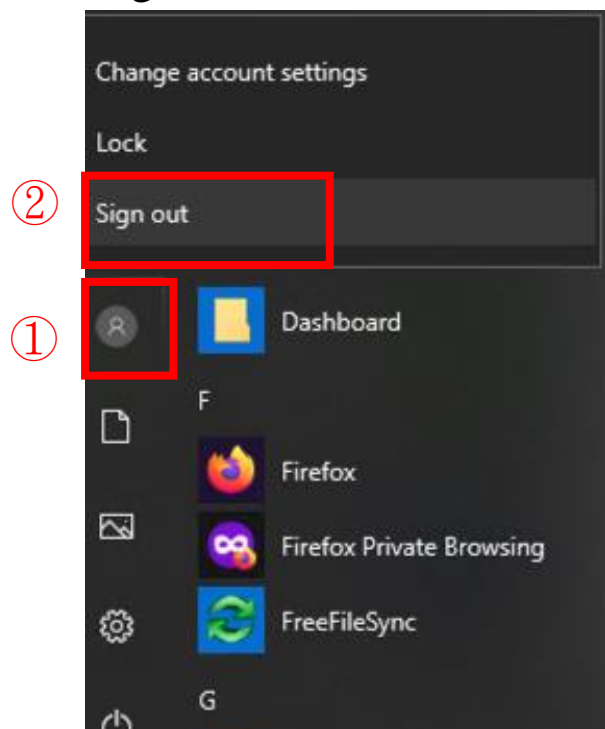 Change account settings
Lock
② Sign out
① Dashboard
F
Firefox
Firefox Private Browsing
FreeFileSync
G